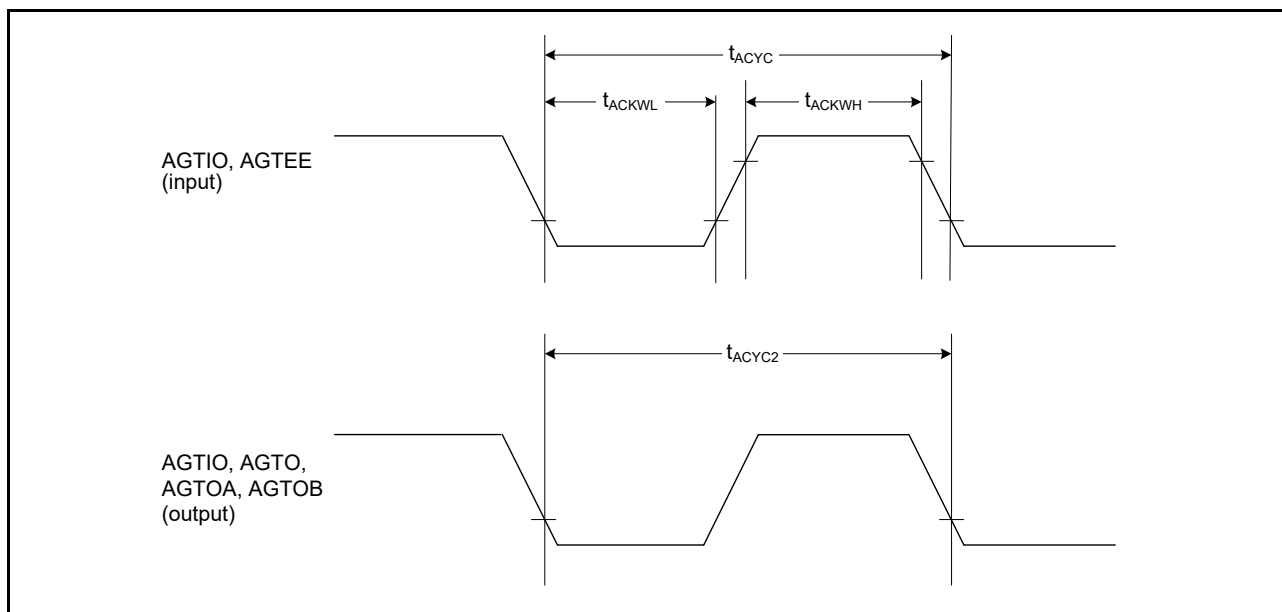 tACYC
tACKWL
tACKWH
AGTIO, AGTEE
(input)
tACYC2
AGTIO, AGTO,
AGTOA, AGTOB
(output)